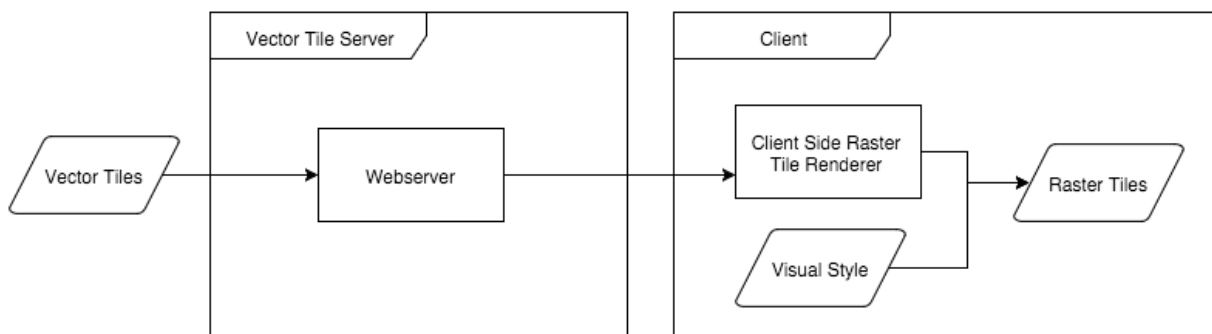 Vector Tile Server
Client
Vector Tiles
Webserver
Client Side Raster
Tile Renderer
Raster Tiles
Visual Style